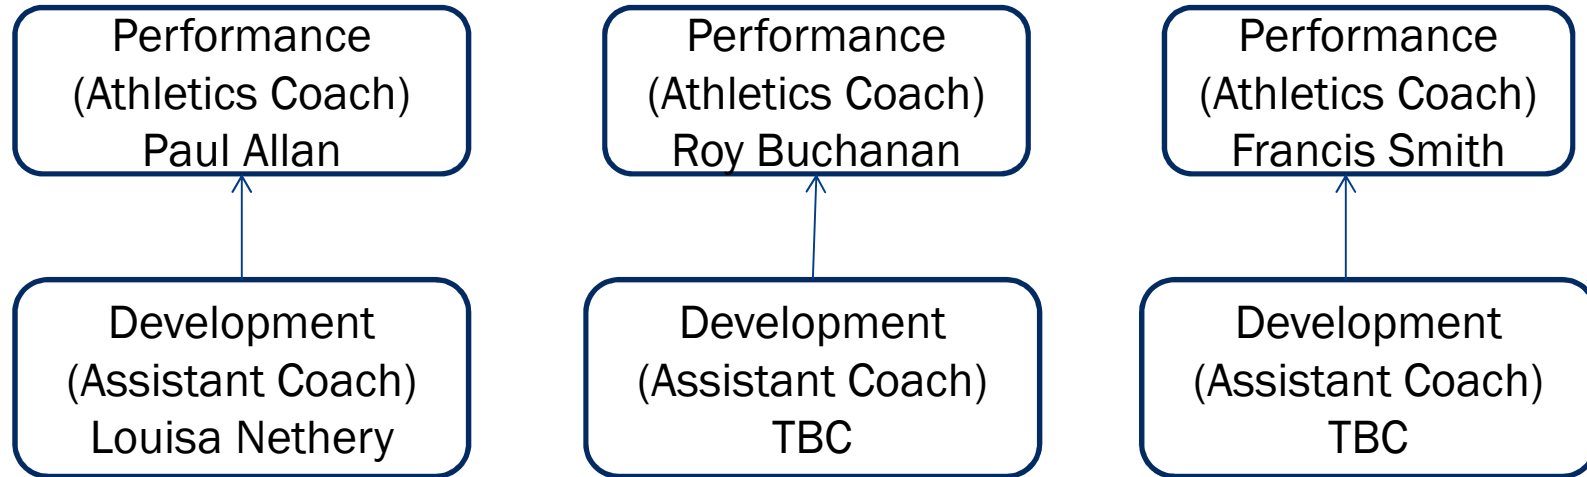 Performance
(Athletics Coach)
Paul Allan
Performance
(Athletics Coach)
Roy Buchanan
Performance
(Athletics Coach)
Francis Smith
Development
(Assistant Coach)
Louisa Nethery
Development
(Assistant Coach)
TBC
Development
(Assistant Coach)
TBC